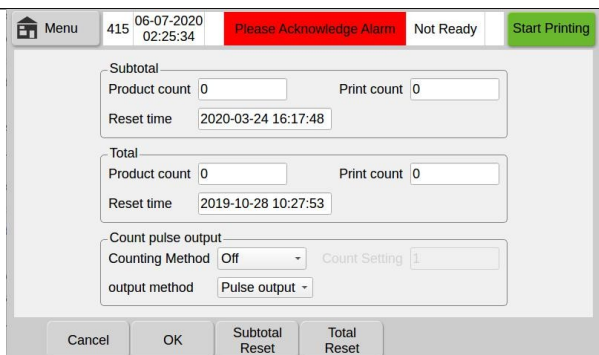 Menu 415 06-07-2020 02:25:34 Please Acknowledge Alarm Not Ready Start Printing
Subtotal
Product count 0 Print count 0
Reset time 2020-03-24 16:17:48
Total
Product count 0 Print count 0
Reset time 2019-10-28 10:27:53
Count pulse output
Counting Method Off Count Setting 1
output method Pulse output
Cancel OK Subtotal Reset Total Reset